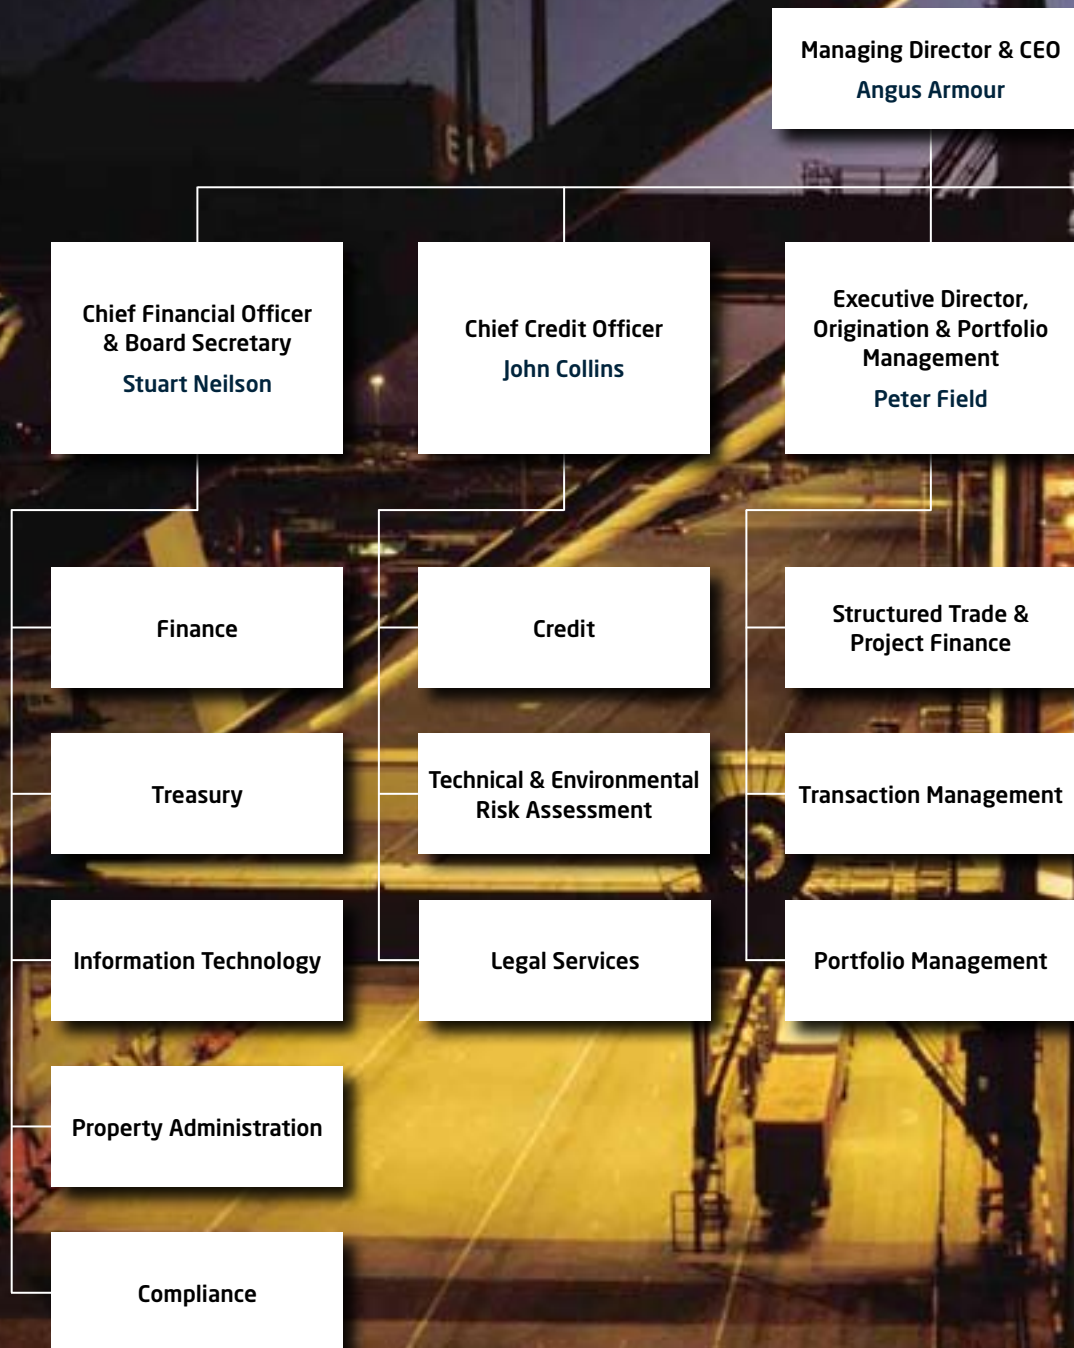 Managing Director & CEO
Angus Armour
Chief Financial Officer
& Board Secretary
Stuart Neilson
Chief Credit Officer
John Collins
Executive Director,
Origination & Portfolio
Management
Peter Field
Finance
Credit
Structured Trade &
Project Finance
Treasury
Technical & Environmental
Risk Assessment
Transaction Management
Information Technology
Legal Services
Portfolio Management
Property Administration
Compliance